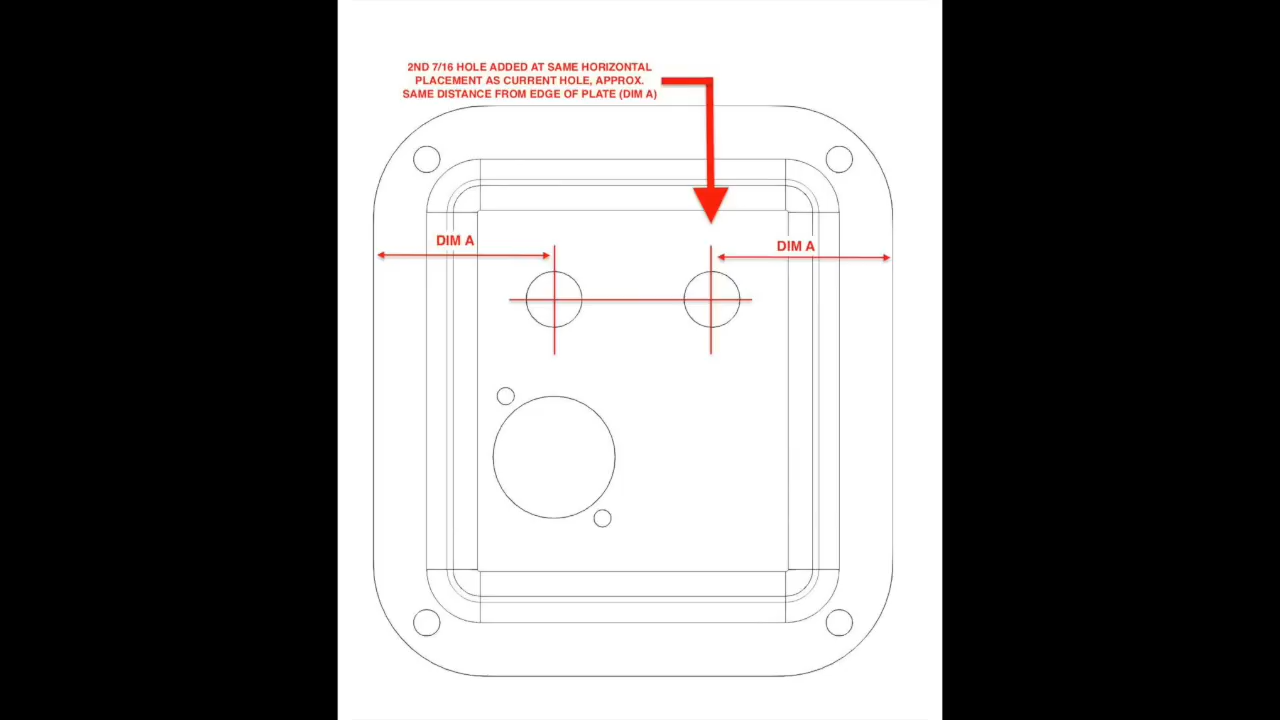 2ND 7/16 HOLE ADDED AT SAME HORIZONTAL
PLACEMENT AS CURRENT HOLE, APPROX.
SAME DISTANCE FROM EDGE OF PLATE (DIM A)
DIM A
DIM A